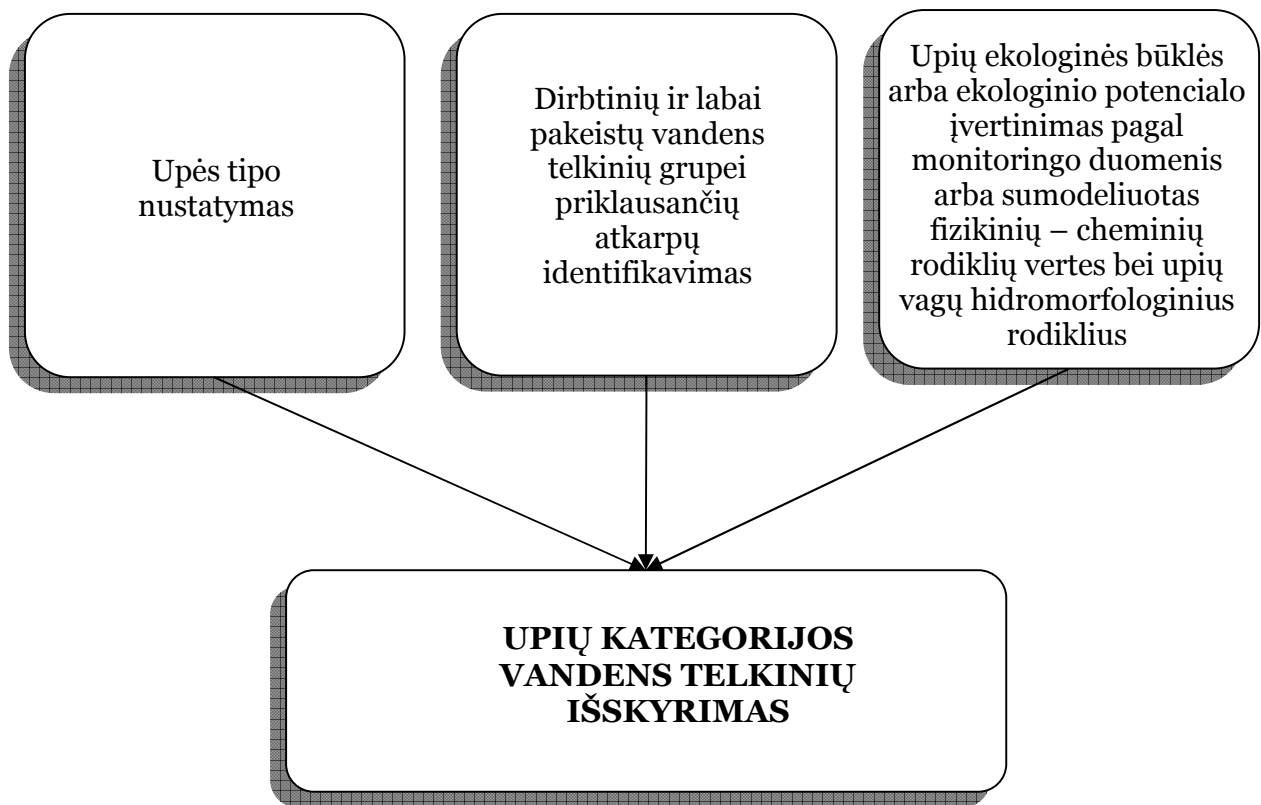 Upės tipo
nustatymas
Dirbtinių ir labai
pakeistų vandens
telkinių grupei
priklausančių
atkarpų
identifikavimas
Upių ekologinės būklės
arba ekologinio potencialo
įvertinimas pagal
monitoringo duomenis
arba sumodeliuotas
fizikinių – cheminių
rodiklių vertes bei upių
vagų hidromorfologinius
rodiklius
UPIŲ KATEGORIJOS
VANDENS TELKINIŲ
IŠSKYRIMAS